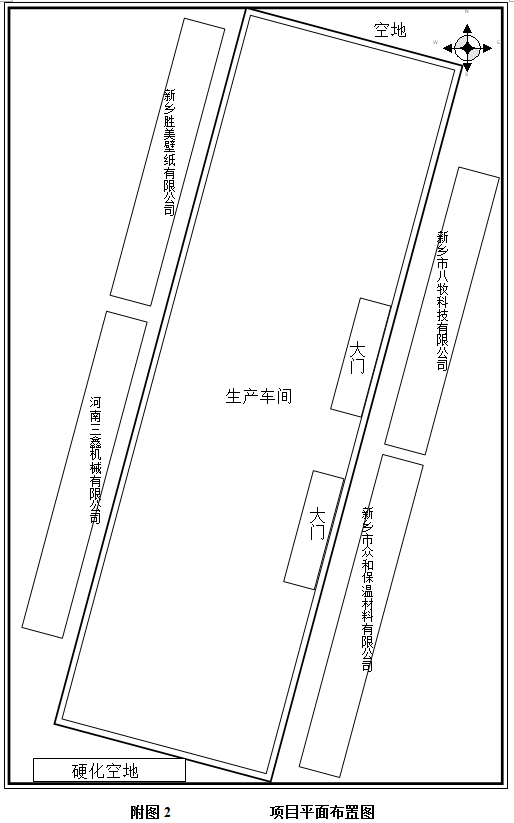 空地
N
W
E
S
新乡胜美壁纸有限公司
新乡市八牧科技有限公司
大门
生产车间
河南三鑫机械有限公司
大门
新乡市众和保温材料有限公司
硬化空地
附图2 项目平面布置图